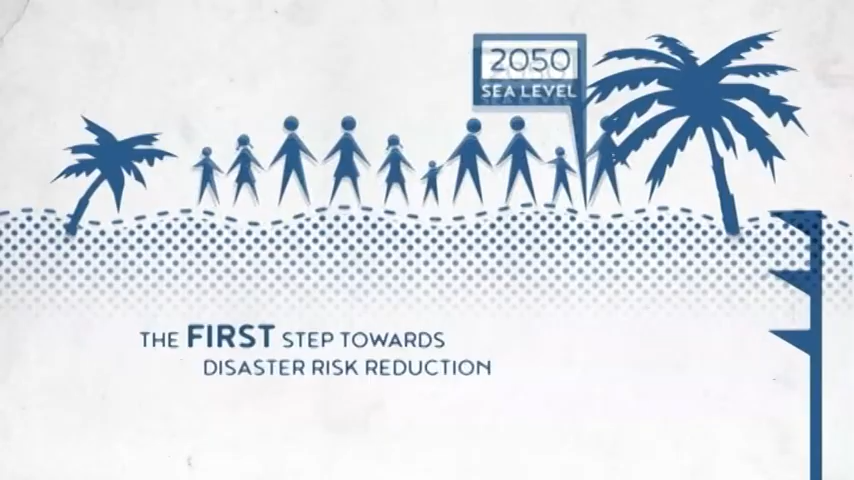 2050
SEA LEVEL
THE FIRST STEP TOWARDS
DISASTER RISK REDUCTION